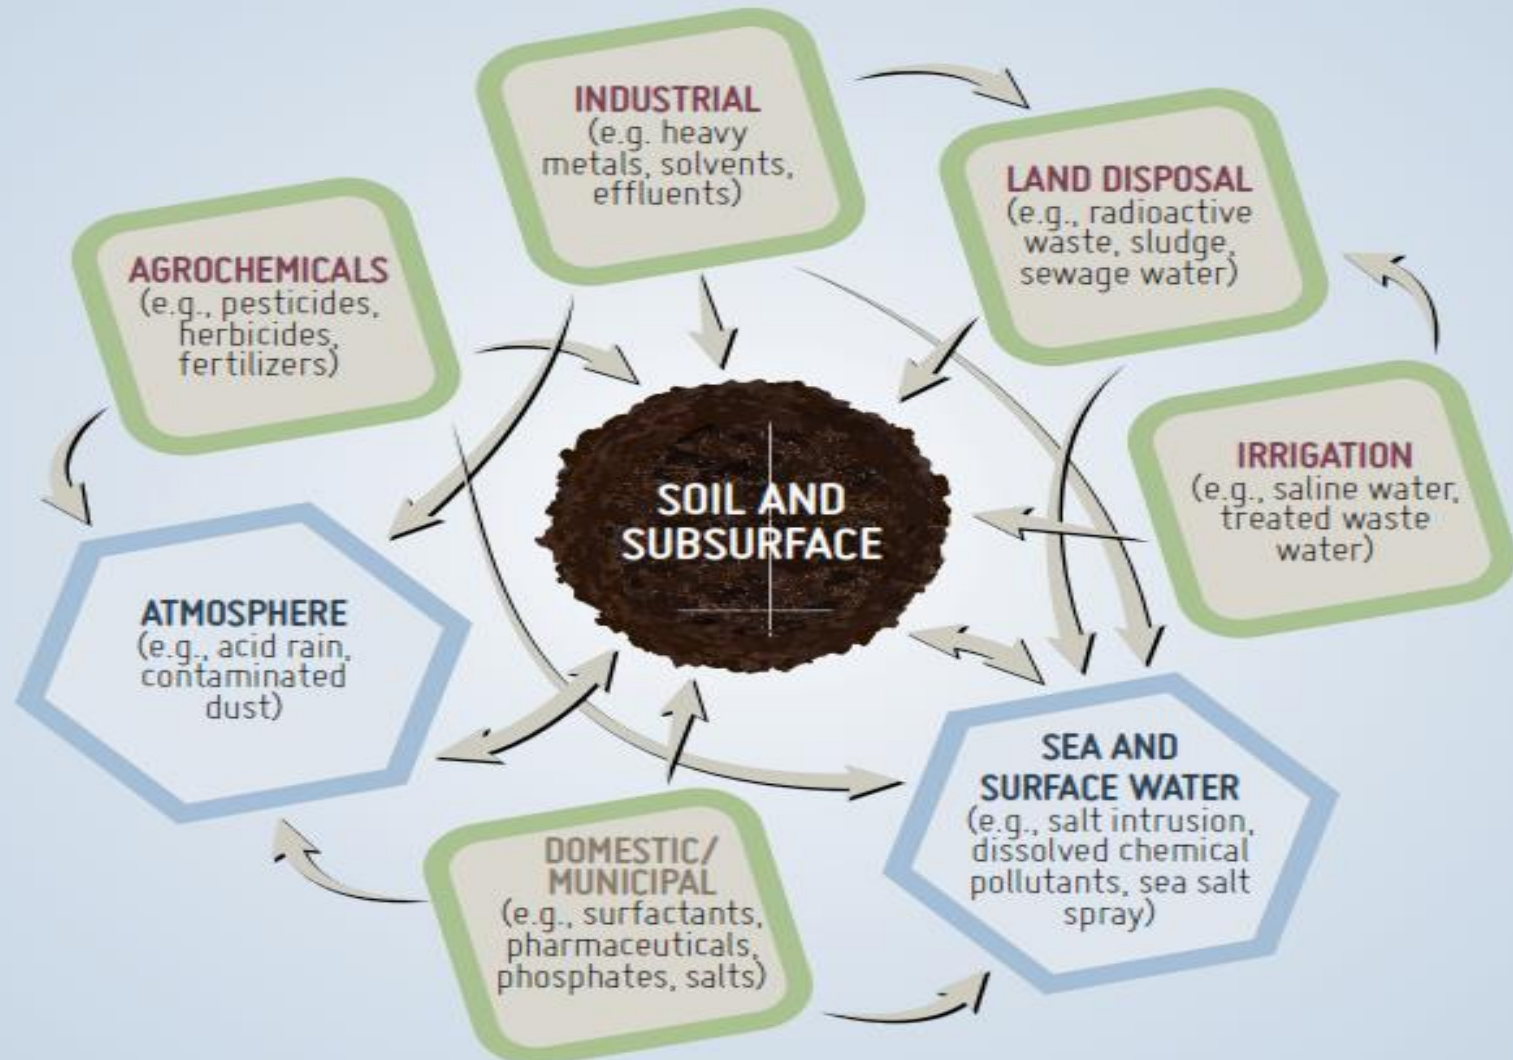 INDUSTRIAL
(e.g. heavy
metals, solvents,
effluents)
LAND DISPOSAL
(e.g., radioactive
waste, sludge,
sewage water)
AGROCHEMICALS
(e.g., pesticides,
herbicides,
fertilizers)
IRRIGATION
(e.g., saline water,
treated waste
water)
SOIL AND
SUBSURFACE
ATMOSPHERE
(e.g., acid rain,
contaminated
dust)
SEA AND
SURFACE WATER
(e.g., salt intrusion,
dissolved chemical
pollutants, sea salt
spray)
DOMESTIC/
MUNICIPAL
(e.g., surfactants,
pharmaceuticals,
phosphates, salts)